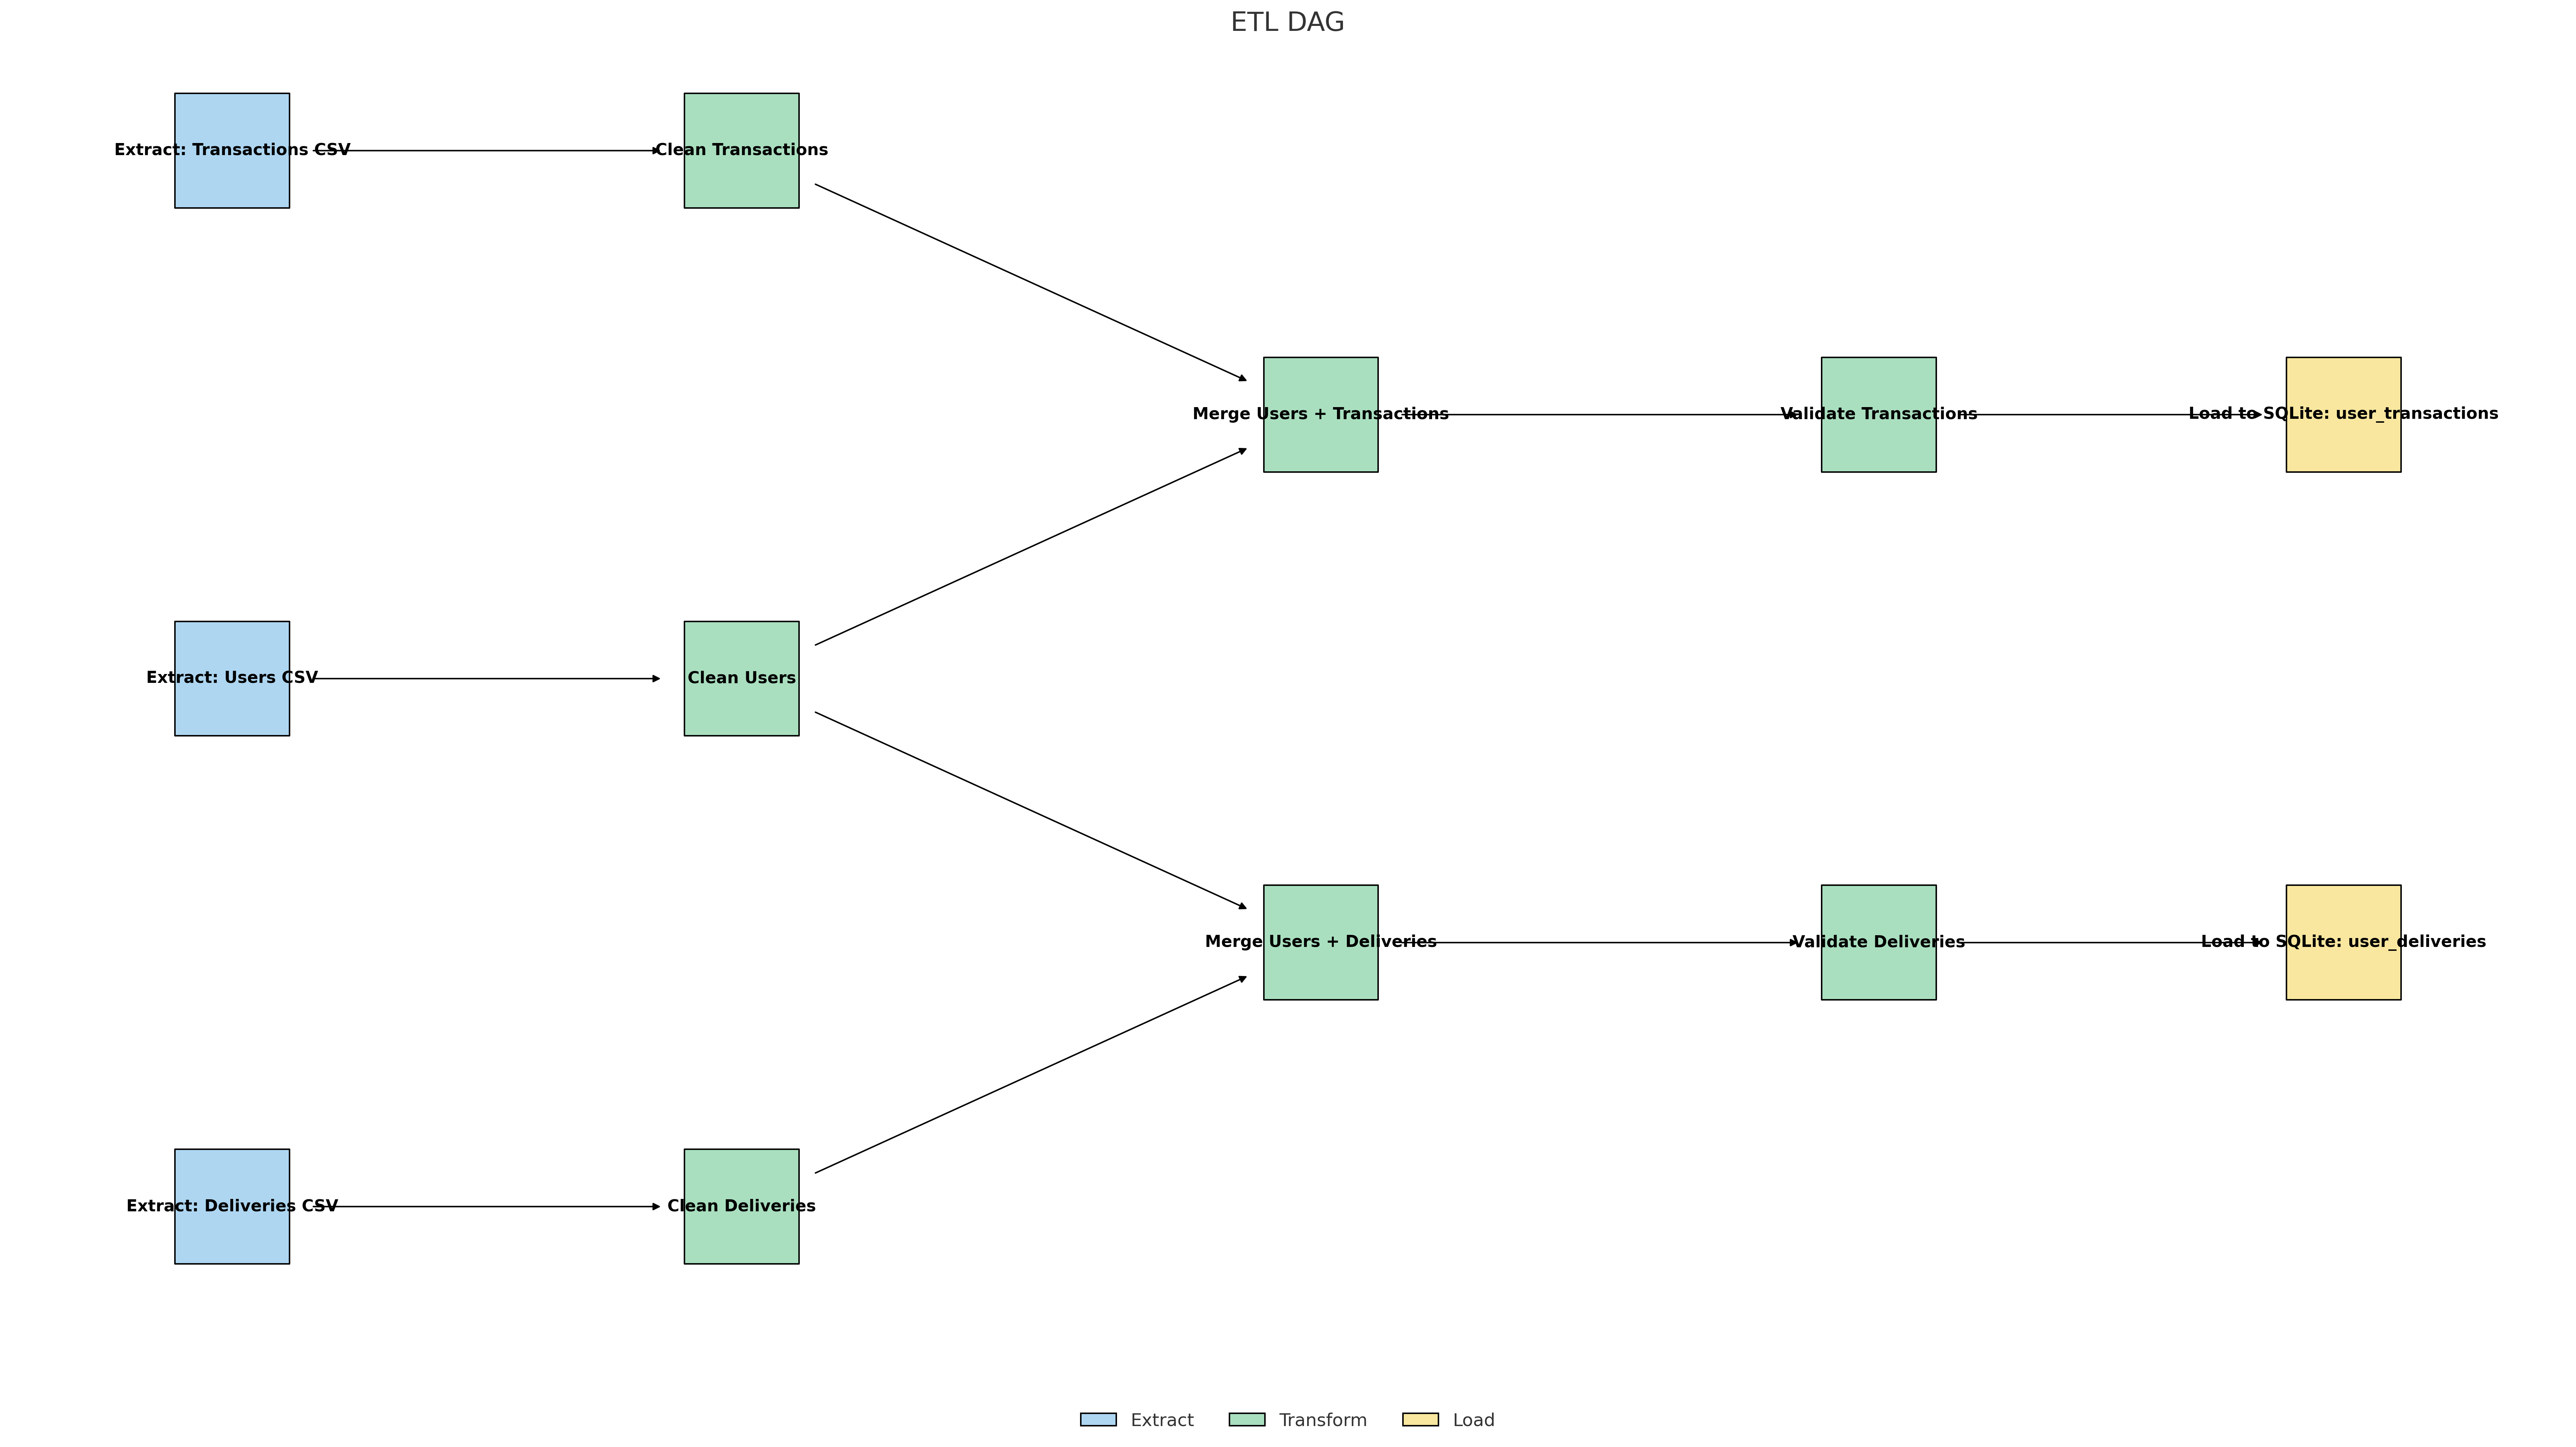 ETL DAG
Extract: Transactions CSV
Clean Transactions
Merge Users + Transactions
Validate Transactions
Load to SQLite: user_transactions
Extract: Users CSV
Clean Users
Merge Users + Deliveries
Validate Deliveries
Load to SQLite: user_deliveries
Extract: Deliveries CSV
Clean Deliveries
Extract
Transform
Load